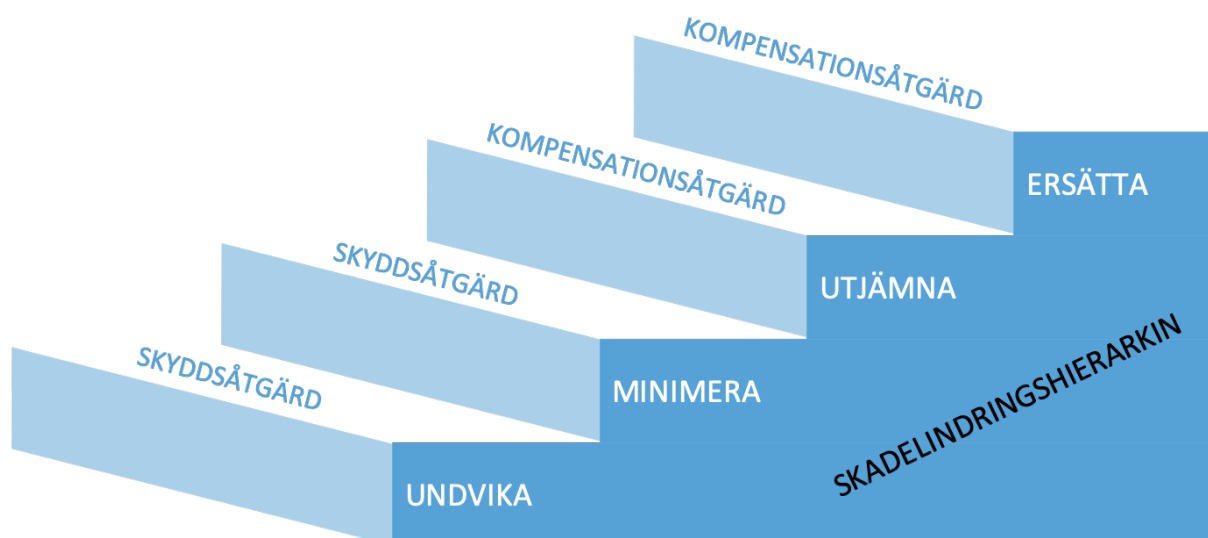 KOMPENSATIONSÅTGÄRD
ERSÄTTA
KOMPENSATIONSÅTGÄRD
UTJÄMNA
SKYDDSÅTGÄRD
MINIMERA
SKYDDSÅTGÄRD
UNDVIKA
SKADELINDRINGSHIERARKIN